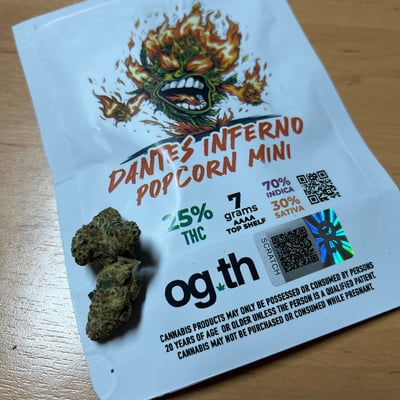 DANTES INFERNO
POPCORN MINI
25%
THC
7
grams
AAAA
TOP SHELF
70%
INDICA
30%
SATIVA
SCRATCH
og.th
CANNABIS PRODUCTS MAY ONLY BE POSSESSED OR CONSUMED BY PERSONS
20 YEARS OF AGE OR OLDER UNLESS THE PERSON IS A QUALIFIED PATIENT.
CANNABIS MAY NOT BE PURCHASED OR CONSUMED WHILE PREGNANT.